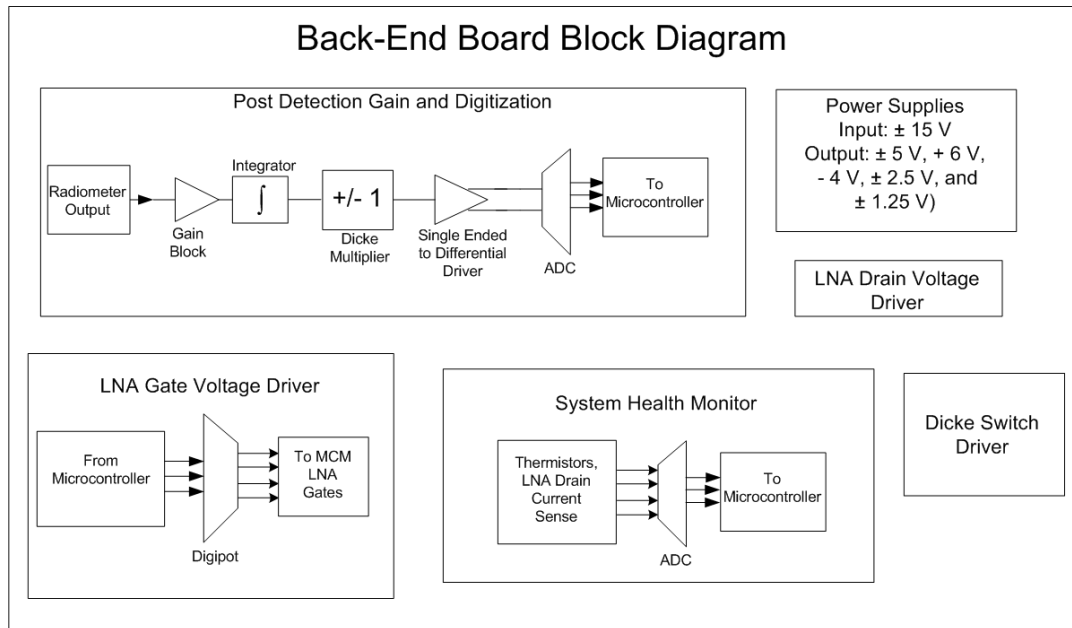 Back-End Board Block Diagram
Post Detection Gain and Digitization
Radiometer
Output
Gain
Block
Integrator
∫
+/- 1
Dicke
Multiplier
Single Ended
to Differential
Driver
ADC
To
Microcontroller
Power Supplies
Input: ± 15 V
Output: ± 5 V, + 6 V,
- 4 V, ± 2.5 V, and
± 1.25 V)
LNA Drain Voltage
Driver
LNA Gate Voltage Driver
From
Microcontroller
Digipot
To MCM
LNA
Gates
System Health Monitor
Thermistors,
LNA Drain
Current
Sense
ADC
To
Microcontroller
Dicke Switch
Driver